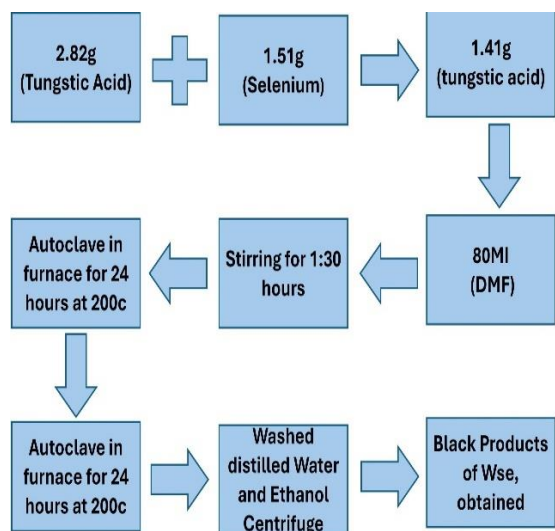 2.82g
(Tungstic Acid)
1.51g
(Selenium)
1.41g
(tungstic acid)
80Ml
(DMF)
Stirring for 1:30
hours
Autoclave in
furnace for 24
hours at 200c
Autoclave in
furnace for 24
hours at 200c
Washed
distilled Water
and Ethanol
Centrifuge
Black Products
of Wse,
obtained